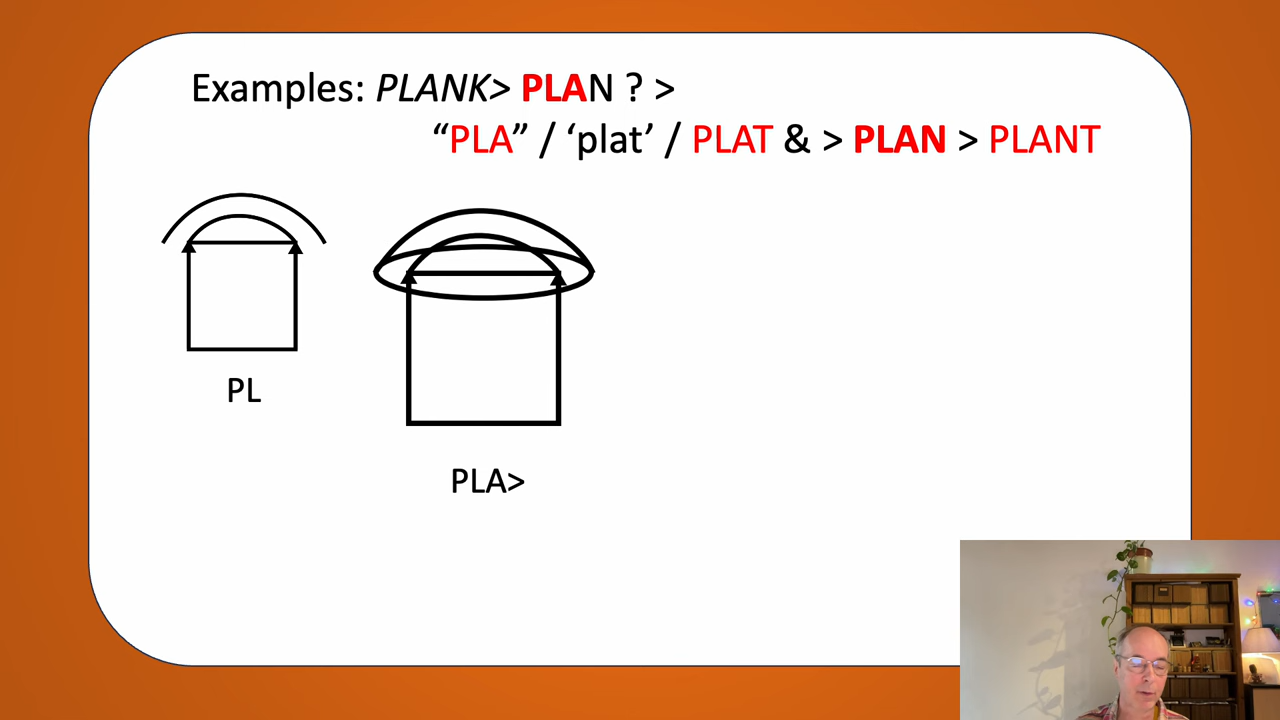 Examples: PLANK> PLAN ? >
“PLA” / ‘plat’ / PLAT & > PLAN > PLANT
PL
PLA>